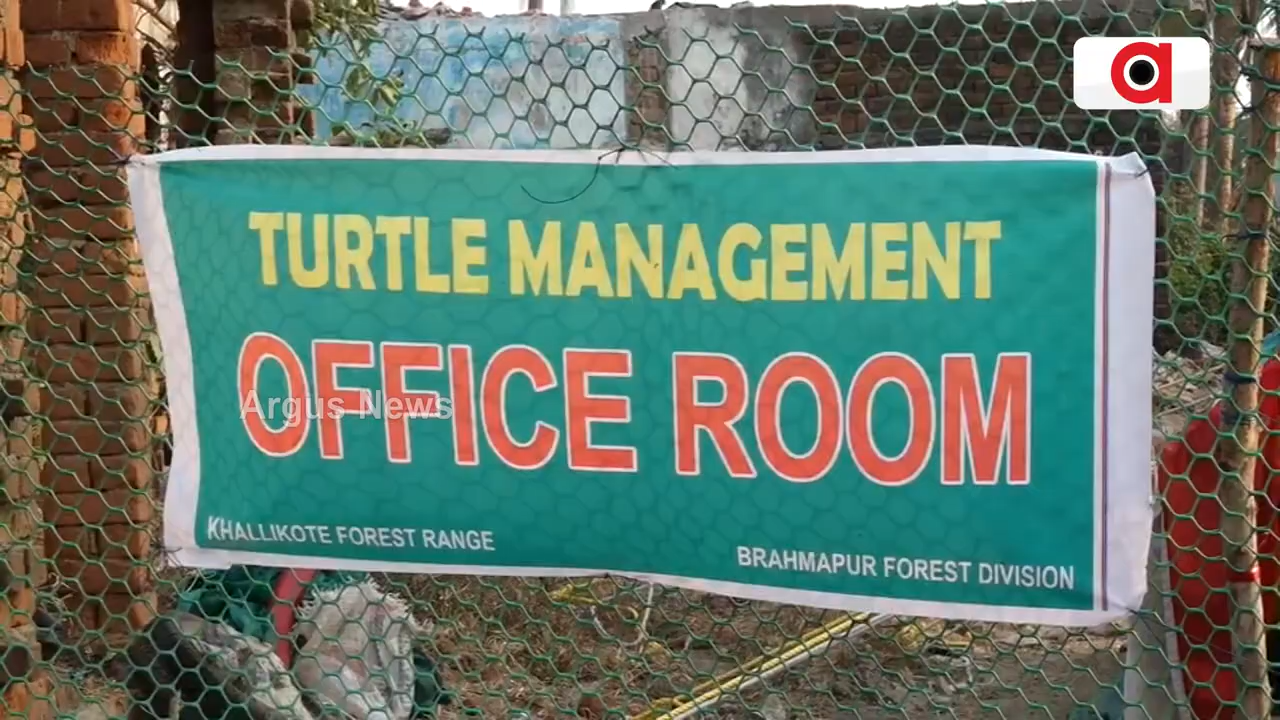 TURTLE MANAGEMENT
OFFICE ROOM
Argus News
KHALLIKOTE FOREST RANGE
BRAHMAPUR FOREST DIVISION